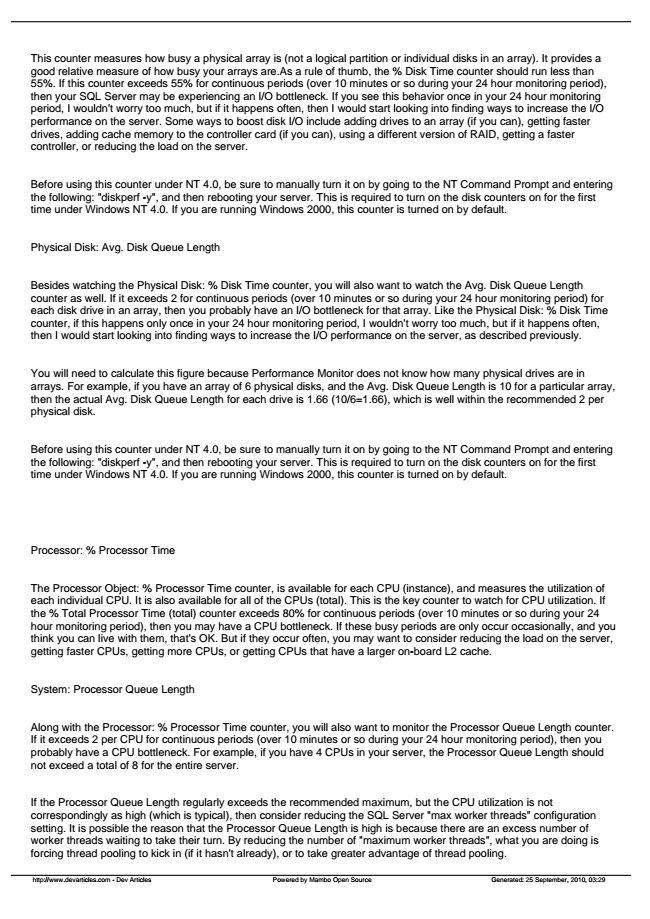 This counter measures how busy a physical array is (not a logical partition or individual disks in an array). It provides a
good relative measure of how busy your arrays are.As a rule of thumb, the % Disk Time counter should run less than
55%. If this counter exceeds 55% for continuous periods (over 10 minutes or so during your 24 hour monitoring period),
then your SQL Server may be experiencing an I/O bottleneck. If you see this behavior once in your 24 hour monitoring
period, I wouldn't worry too much, but if it happens often, then I would start looking into finding ways to increase the I/O
performance on the server. Some ways to boost disk I/O include adding drives to an array (if you can), getting faster
drives, adding cache memory to the controller card (if you can), using a different version of RAID, getting a faster
controller, or reducing the load on the server.
Before using this counter under NT 4.0, be sure to manually turn it on by going to the NT Command Prompt and entering
the following: "diskperf -y", and then rebooting your server. This is required to turn on the disk counters on for the first
time under Windows NT 4.0. If you are running Windows 2000, this counter is turned on by default.
Physical Disk: Avg. Disk Queue Length
Besides watching the Physical Disk: % Disk Time counter, you will also want to watch the Avg. Disk Queue Length
counter as well. If it exceeds 2 for continuous periods (over 10 minutes or so during your 24 hour monitoring period) for
each disk drive in an array, then you probably have an I/O bottleneck for that array. Like the Physical Disk: % Disk Time
counter, if this happens only once in your 24 hour monitoring period, I wouldn't worry too much, but if it happens often,
then I would start looking into finding ways to increase the I/O performance on the server, as described previously.
You will need to calculate this figure because Performance Monitor does not know how many physical drives are in
arrays. For example, if you have an array of 6 physical disks, and the Avg. Disk Queue Length is 10 for a particular array,
then the actual Avg. Disk Queue Length for each drive is 1.66 (10/6=1.66), which is well within the recommended 2 per
physical disk.
Before using this counter under NT 4.0, be sure to manually turn it on by going to the NT Command Prompt and entering
the following: "diskperf -y", and then rebooting your server. This is required to turn on the disk counters on for the first
time under Windows NT 4.0. If you are running Windows 2000, this counter is turned on by default.
Processor: % Processor Time
The Processor Object: % Processor Time counter, is available for each CPU (instance), and measures the utilization of
each individual CPU. It is also available for all of the CPUs (total). This is the key counter to watch for CPU utilization. If
the % Total Processor Time (total) counter exceeds 80% for continuous periods (over 10 minutes or so during your 24
hour monitoring period), then you may have a CPU bottleneck. If these busy periods are only occur occasionally, and you
think you can live with them, that's OK. But if they occur often, you may want to consider reducing the load on the server,
getting faster CPUs, getting more CPUs, or getting CPUs that have a larger on-board L2 cache.
System: Processor Queue Length
Along with the Processor: % Processor Time counter, you will also want to monitor the Processor Queue Length counter.
If it exceeds 2 per CPU for continuous periods (over 10 minutes or so during your 24 hour monitoring period), then you
probably have a CPU bottleneck. For example, if you have 4 CPUs in your server, the Processor Queue Length should
not exceed a total of 8 for the entire server.
If the Processor Queue Length regularly exceeds the recommended maximum, but the CPU utilization is not
correspondingly as high (which is typical), then consider reducing the SQL Server "max worker threads" configuration
setting. It is possible the reason that the Processor Queue Length is high is because there are an excess number of
worker threads waiting to take their turn. By reducing the number of "maximum worker threads", what you are doing is
forcing thread pooling to kick in (if it hasn't already), or to take greater advantage of thread pooling.
http://www.devarticles.com - Dev Articles Powered by Mambo Open Source Generated: 25 September, 2010, 03:29